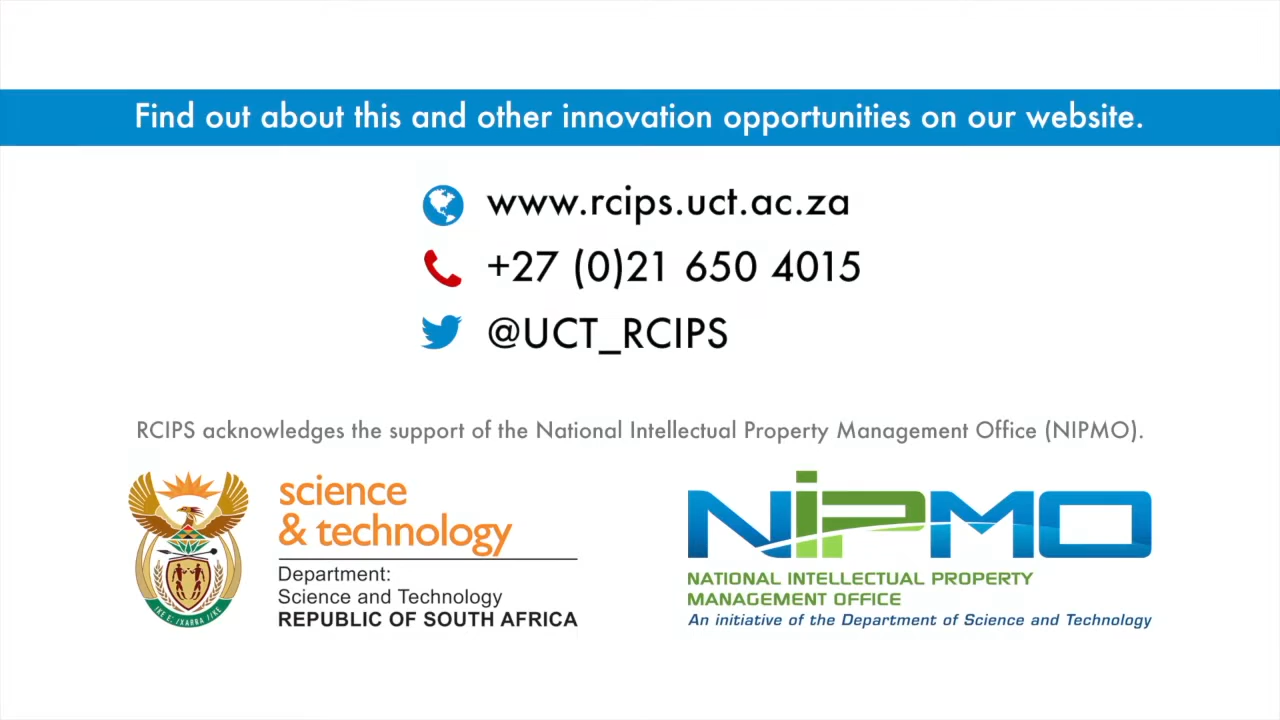 Find out about this and other innovation opportunities on our website.
www.rcips.uct.ac.za
+27 (0)21 650 4015
@UCT_RCIPS
RCIPS acknowledges the support of the National Intellectual Property Management Office (NIPMO).
science
& technology
Department:
Science and Technology
REPUBLIC OF SOUTH AFRICA
!KE E: /XARRA //KE
NiPMO
NATIONAL INTELLECTUAL PROPERTY
MANAGEMENT OFFICE
An initiative of the Department of Science and Technology